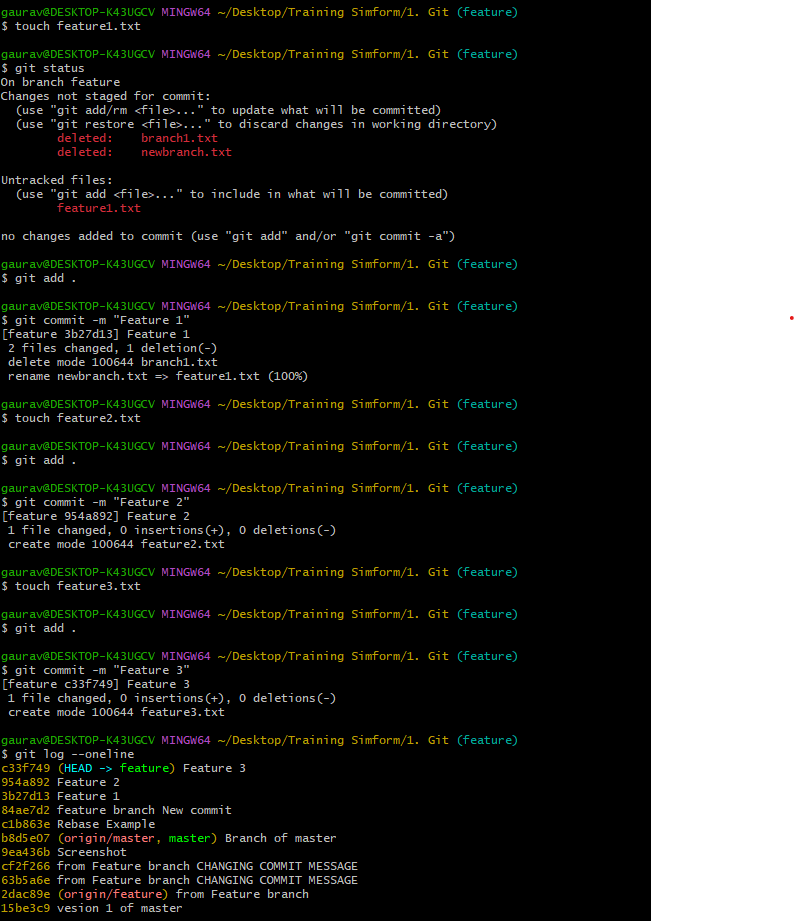 gaurav@DESKTOP-K43UGCV MINGW64 ~/Desktop/Training Simform/1. Git (feature)
$ touch feature1.txt
gaurav@DESKTOP-K43UGCV MINGW64 ~/Desktop/Training Simform/1. Git (feature)
$ git status
On branch feature
Changes not staged for commit:
  (use "git add/rm <file>..." to update what will be committed)
  (use "git restore <file>..." to discard changes in working directory)
        deleted:    branch1.txt
        deleted:    newbranch.txt
Untracked files:
  (use "git add <file>..." to include in what will be committed)
        feature1.txt
no changes added to commit (use "git add" and/or "git commit -a")
gaurav@DESKTOP-K43UGCV MINGW64 ~/Desktop/Training Simform/1. Git (feature)
$ git add .
gaurav@DESKTOP-K43UGCV MINGW64 ~/Desktop/Training Simform/1. Git (feature)
$ git commit -m "Feature 1"
[feature 3b27d13] Feature 1
 2 files changed, 1 deletion(-)
 delete mode 100644 branch1.txt
 rename newbranch.txt => feature1.txt (100%)
gaurav@DESKTOP-K43UGCV MINGW64 ~/Desktop/Training Simform/1. Git (feature)
$ touch feature2.txt
gaurav@DESKTOP-K43UGCV MINGW64 ~/Desktop/Training Simform/1. Git (feature)
$ git add .
gaurav@DESKTOP-K43UGCV MINGW64 ~/Desktop/Training Simform/1. Git (feature)
$ git commit -m "Feature 2"
[feature 954a892] Feature 2
 1 file changed, 0 insertions(+), 0 deletions(-)
 create mode 100644 feature2.txt
gaurav@DESKTOP-K43UGCV MINGW64 ~/Desktop/Training Simform/1. Git (feature)
$ touch feature3.txt
gaurav@DESKTOP-K43UGCV MINGW64 ~/Desktop/Training Simform/1. Git (feature)
$ git add .
gaurav@DESKTOP-K43UGCV MINGW64 ~/Desktop/Training Simform/1. Git (feature)
$ git commit -m "Feature 3"
[feature c33f749] Feature 3
 1 file changed, 0 insertions(+), 0 deletions(-)
 create mode 100644 feature3.txt
gaurav@DESKTOP-K43UGCV MINGW64 ~/Desktop/Training Simform/1. Git (feature)
$ git log --oneline
c33f749 (HEAD -> feature) Feature 3
954a892 Feature 2
3b27d13 Feature 1
84ae7d2 feature branch New commit
c1b863e Rebase Example
b8d5e07 (origin/master, master) Branch of master
9ea436b Screenshot
cf2f266 from Feature branch CHANGING COMMIT MESSAGE
63b5a6e from Feature branch CHANGING COMMIT MESSAGE
2dac89e (origin/feature) from Feature branch
15be3c9 vesion 1 of master